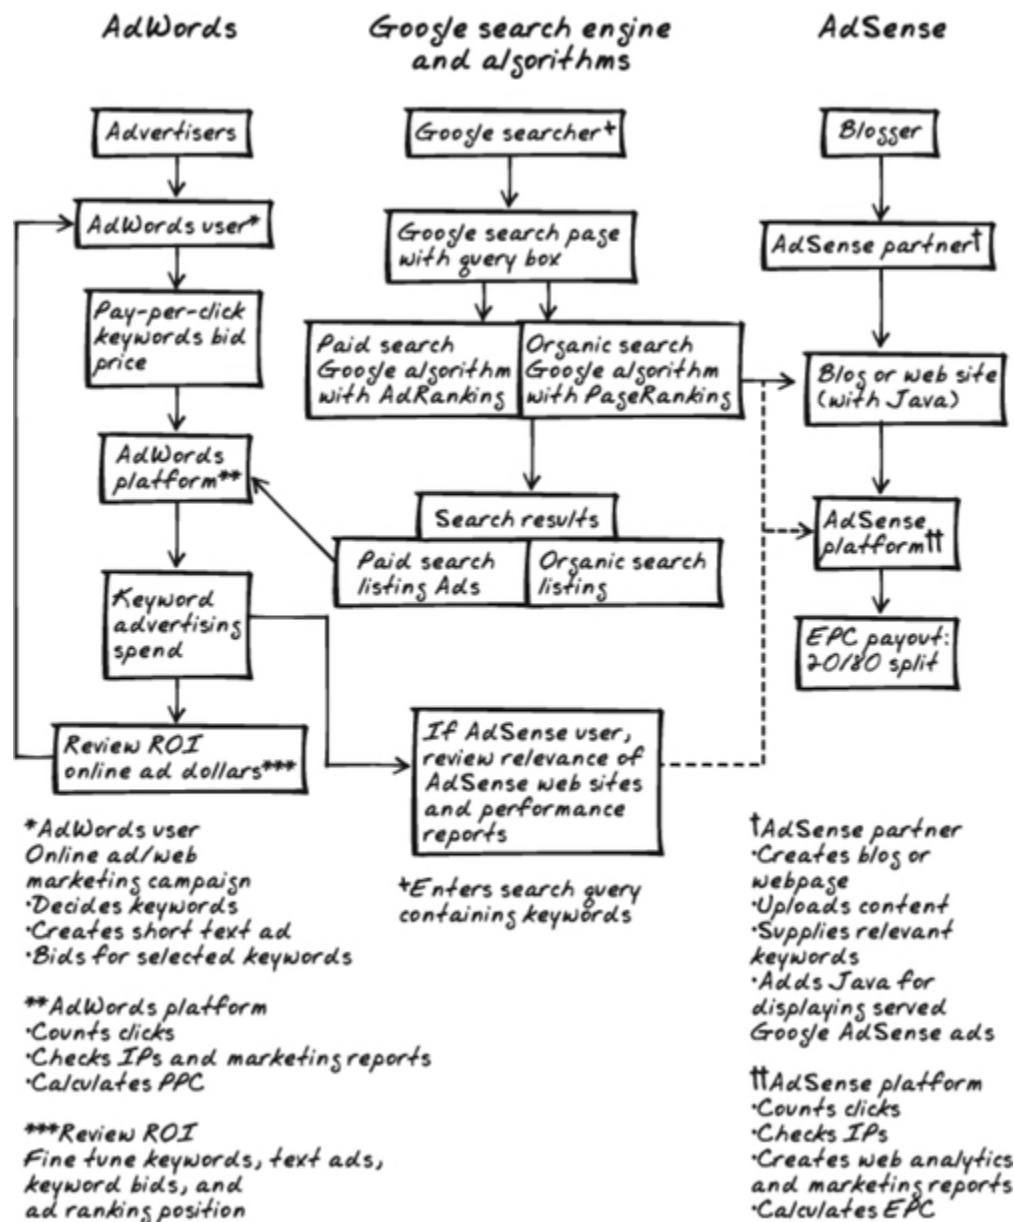 AdWords
Google search engine
and algorithms
AdSense
Advertisers
AdWords user*
Pay-per-click
keywords bid
price
AdWords
platform**
Keyword
advertising
spend
Review ROI
online ad dollars***
Google searcher+
Google search page
with query box
Paid search
Google algorithm
with AdRanking
Organic search
Google algorithm
with PageRanking
Search results
Paid search
listing Ads
Organic search
listing
If AdSense user,
review relevance of
AdSense web sites
and performance
reports
Blogger
AdSense partner†
Blog or web site
(with Java)
AdSense
platform††
EPC payout:
20/80 split
*AdWords user
Online ad/web
marketing campaign
·Decides keywords
·Creates short text ad
·Bids for selected keywords
**AdWords platform
·Counts clicks
·Checks IPs and marketing reports
·Calculates PPC
***Review ROI
Fine tune keywords, text ads,
keyword bids, and
ad ranking position
+Enters search query
containing keywords
†AdSense partner
·Creates blog or
webpage
·Uploads content
·Supplies relevant
keywords
·Adds Java for
displaying served
Google AdSense ads
††AdSense platform
·Counts clicks
·Checks IPs
·Creates web analytics
and marketing reports
·Calculates EPC